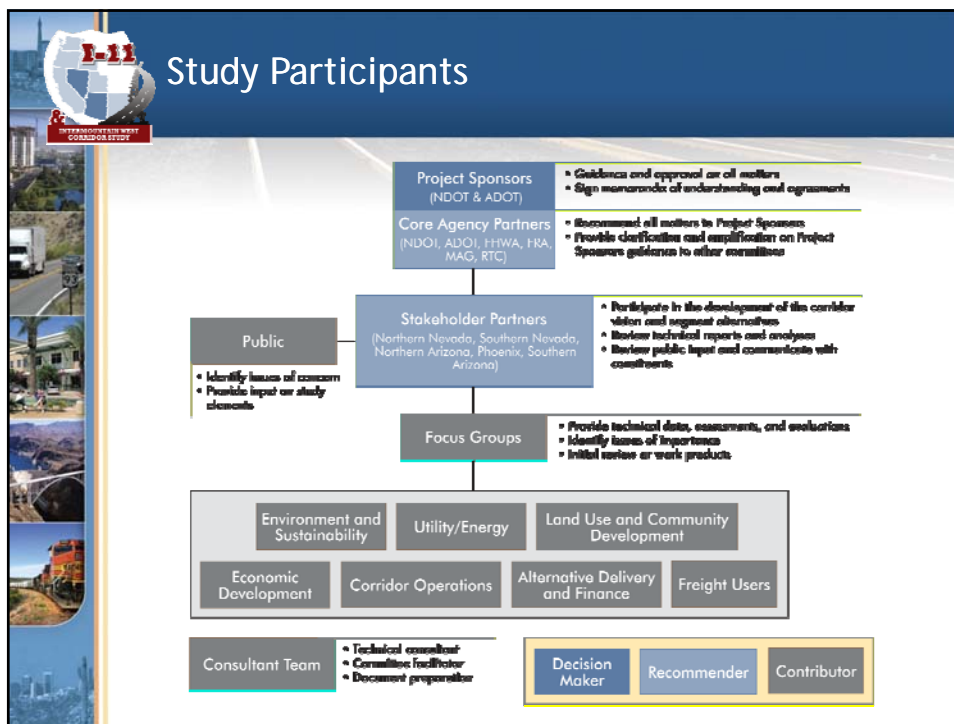 I-11
&
INTERMOUNTAIN WEST
CORRIDOR STUDY
Study Participants
Project Sponsors
(NDOT & ADOT)
• Guidance and approval on all matters
• Sign memoranda of understanding and agreements
Core Agency Partners
(NDOT, ADOT, FHWA, FRA,
MAG, RTC)
• Recommend all matters to Project Sponsors
• Provide clarification and amplification on Project
Sponsors guidance to other committees
Stakeholder Partners
(Northern Nevada, Southern Nevada,
Northern Arizona, Phoenix, Southern
Arizona)
• Participate in the development of the corridor
vision and segment alternatives
• Review technical reports and analyses
• Review public input and communicate with
constituents
Public
• Identify issues of concern
• Provide input on study
elements
Focus Groups
• Provide technical data, assessments, and evaluations
• Identify issues of importance
• Initial review of work products
Environment and
Sustainability
Utility/Energy
Land Use and Community
Development
Economic
Development
Corridor Operations
Alternative Delivery
and Finance
Freight Users
Consultant Team
• Technical consultant
• Committee facilitator
• Document preparation
Decision
Maker
Recommender
Contributor